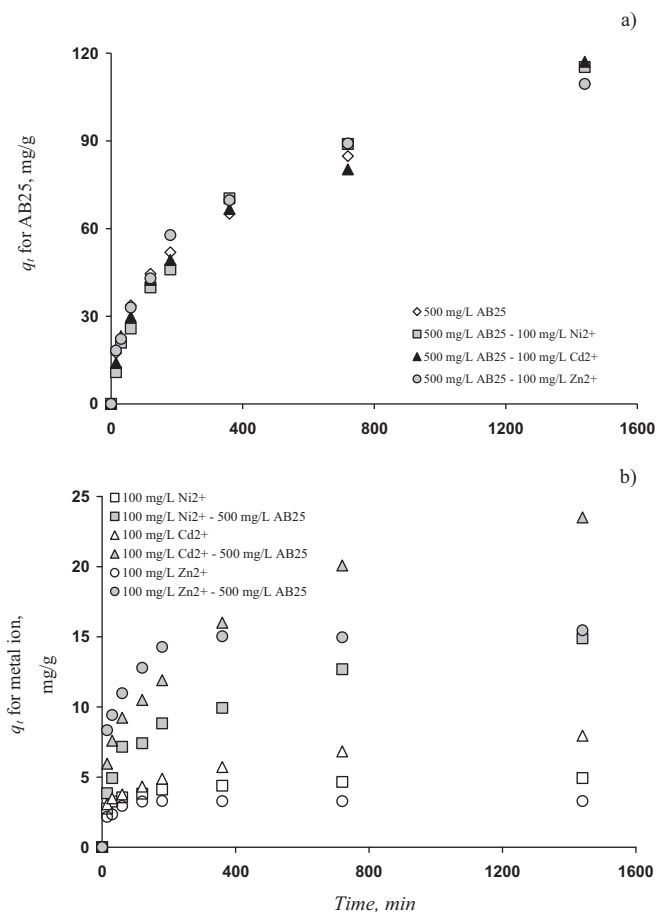 a)
120
90
60
30
0
qt for AB25, mg/g
500 mg/L AB25
500 mg/L AB25 - 100 mg/L Ni2+
500 mg/L AB25 - 100 mg/L Cd2+
500 mg/L AB25 - 100 mg/L Zn2+
0 400 800 1200 1600
b)
25
20
15
10
5
0
qt for metal ion,
mg/g
100 mg/L Ni2+
100 mg/L Ni2+ - 500 mg/L AB25
100 mg/L Cd2+
100 mg/L Cd2+ - 500 mg/L AB25
100 mg/L Zn2+
100 mg/L Zn2+ - 500 mg/L AB25
0 400 800 1200 1600
Time, min